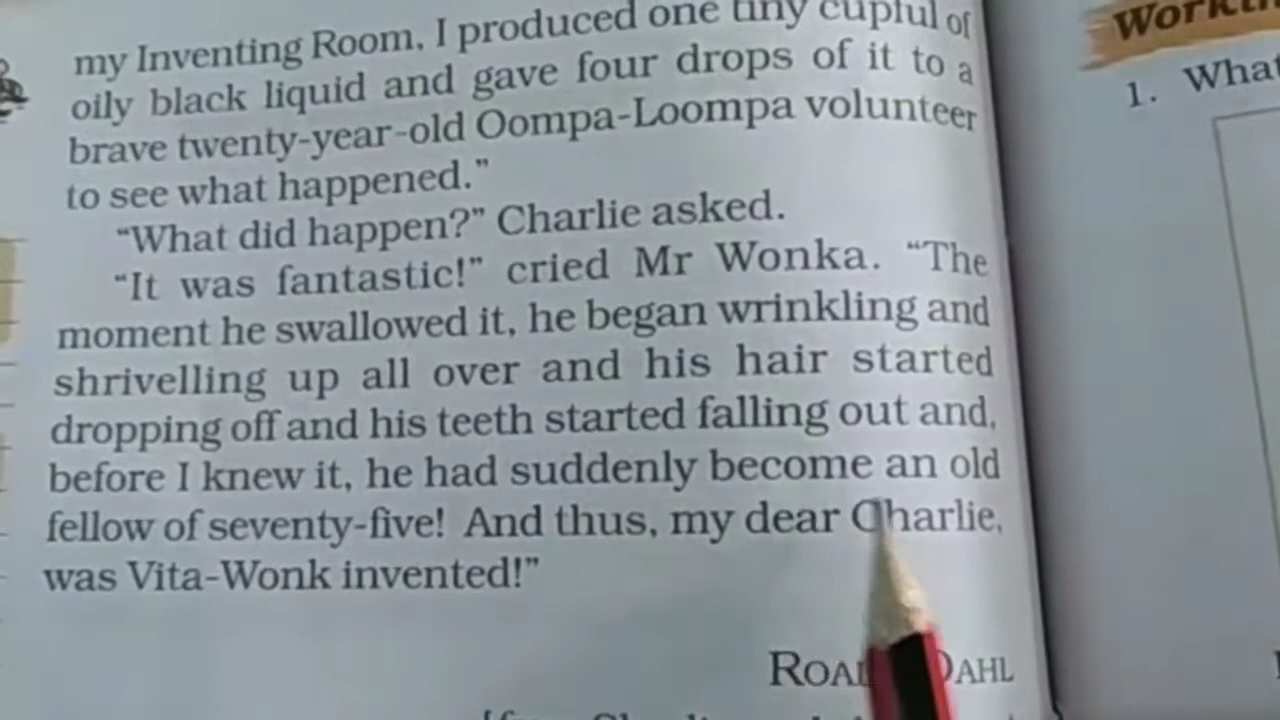 my Inventing Room, I produced one tiny cupful of
oily black liquid and gave four drops of it to a
brave twenty-year-old Oompa-Loompa volunteer
to see what happened.”
“What did happen?” Charlie asked.
“It was fantastic!” cried Mr Wonka. “The
moment he swallowed it, he began wrinkling and
shrivelling up all over and his hair started
dropping off and his teeth started falling out and,
before I knew it, he had suddenly become an old
fellow of seventy-five! And thus, my dear Charlie,
was Vita-Wonk invented!”
ROALD DAHL
1. What